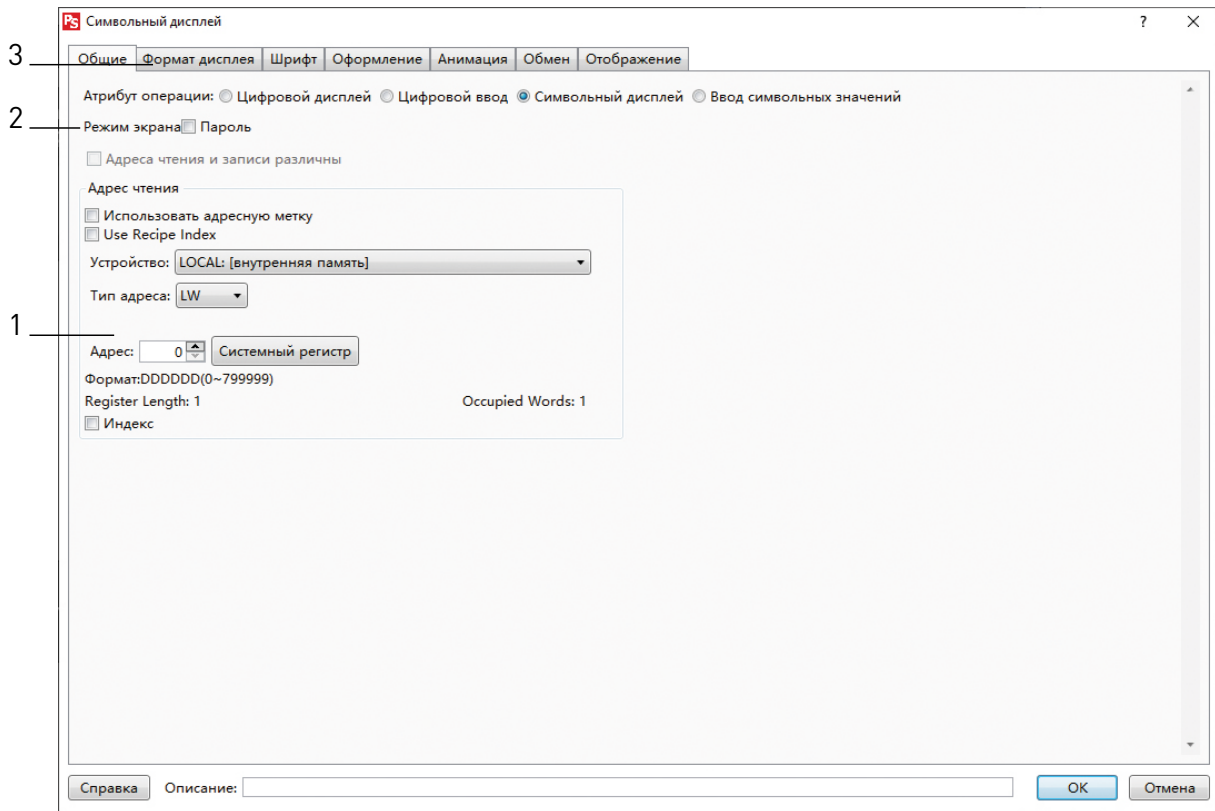 PS Символьный дисплей ? ×
3 Общие Формат дисплея Шрифт Оформление Анимация Обмен Отображение
Атрибут операции: Цифровой дисплей Цифровой ввод Символьный дисплей Ввод символьных значений
2 Режим экрана Пароль
Адреса чтения и записи различны
Адрес чтения
Использовать адресную метку
Use Recipe Index
Устройство: LOCAL: [внутренняя память]
Тип адреса: LW
1
Адрес: 0 Системный регистр
Формат:DDDDDD(0~799999)
Register Length: 1 Occupied Words: 1
Индекс
Справка Описание: OK Отмена